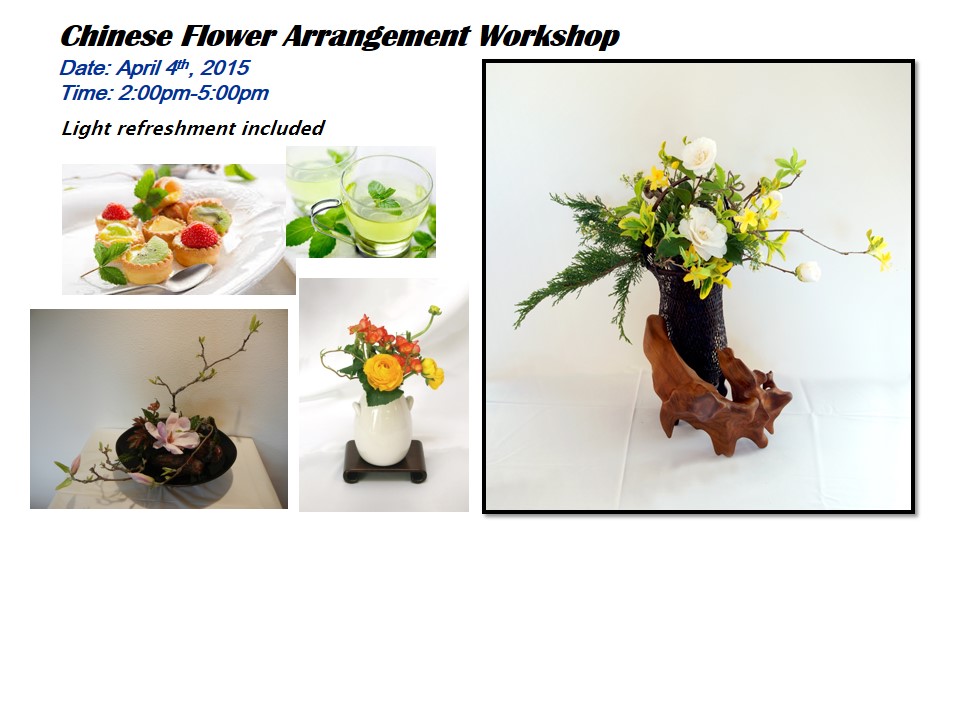 Chinese Flower Arrangement Workshop
Date: April 4th, 2015
Time: 2:00pm-5:00pm
Light refreshment included